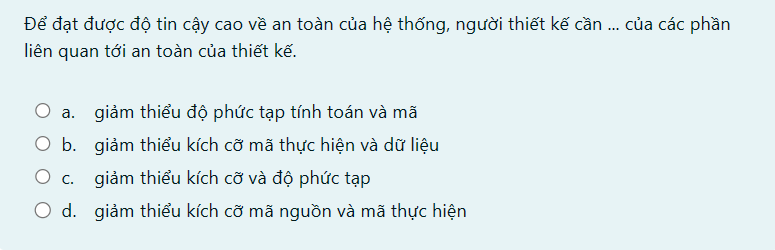 Để đạt được độ tin cậy cao về an toàn của hệ thống, người thiết kế cần ... của các phần
liên quan tới an toàn của thiết kế.
a. giảm thiểu độ phức tạp tính toán và mã
b. giảm thiểu kích cỡ mã thực hiện và dữ liệu
c. giảm thiểu kích cỡ và độ phức tạp
d. giảm thiểu kích cỡ mã nguồn và mã thực hiện